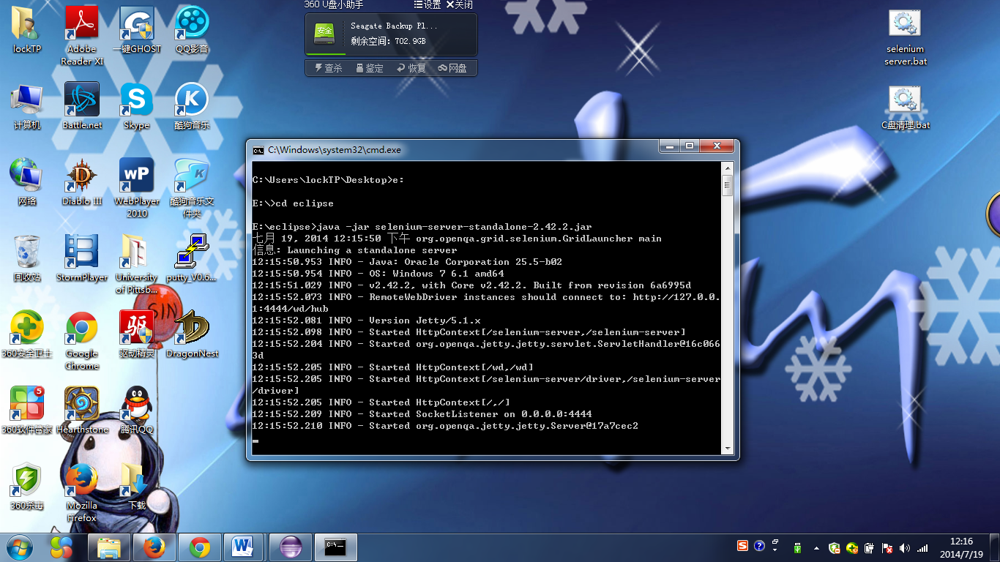 360 U盘小助手 设置 关闭
Seagate Backup Pl...
安全
剩余空间: 702.9GB
查杀 鉴定 恢复 网盘
lockTP
Adobe
Reader XI
一键GHOST
QQ影音
selenium
server.bat
计算机
Battle.net
Skype
酷狗音乐
C盘清理.bat
网络
Diablo III
WebPlayer
2010
酷狗音乐文
件夹
回收站
StormPlayer
University
of Pittsb...
putty_V0.6...
SIN
360安全卫士
Google
Chrome
驱动精灵
DragonNest
5
360软件管家
Hearthstone
腾讯QQ
360杀毒
Mozilla
Firefox
下载
C:\Windows\system32\cmd.exe
C:\Users\lockTP\Desktop>e:
E:\>cd eclipse
E:\eclipse>java -jar selenium-server-standalone-2.42.2.jar
七月 19, 2014 12:15:50 下午 org.openqa.grid.selenium.GridLauncher main
信息: Launching a standalone server
12:15:50.953 INFO - Java: Oracle Corporation 25.5-b02
12:15:50.954 INFO - OS: Windows 7 6.1 amd64
12:15:51.029 INFO - v2.42.2, with Core v2.42.2. Built from revision 6a6995d
12:15:52.073 INFO - RemoteWebDriver instances should connect to: http://127.0.0.
1:4444/wd/hub
12:15:52.081 INFO - Version Jetty/5.1.x
12:15:52.098 INFO - Started HttpContext[/selenium-server,/selenium-server]
12:15:52.204 INFO - Started org.openqa.jetty.jetty.servlet.ServletHandler@16c066
3d
12:15:52.205 INFO - Started HttpContext[/wd,/wd]
12:15:52.205 INFO - Started HttpContext[/selenium-server/driver,/selenium-server
/driver]
12:15:52.205 INFO - Started HttpContext[/,/]
12:15:52.209 INFO - Started SocketListener on 0.0.0.0:4444
12:15:52.210 INFO - Started org.openqa.jetty.jetty.Server@17a7cec2
12:16
2014/7/19